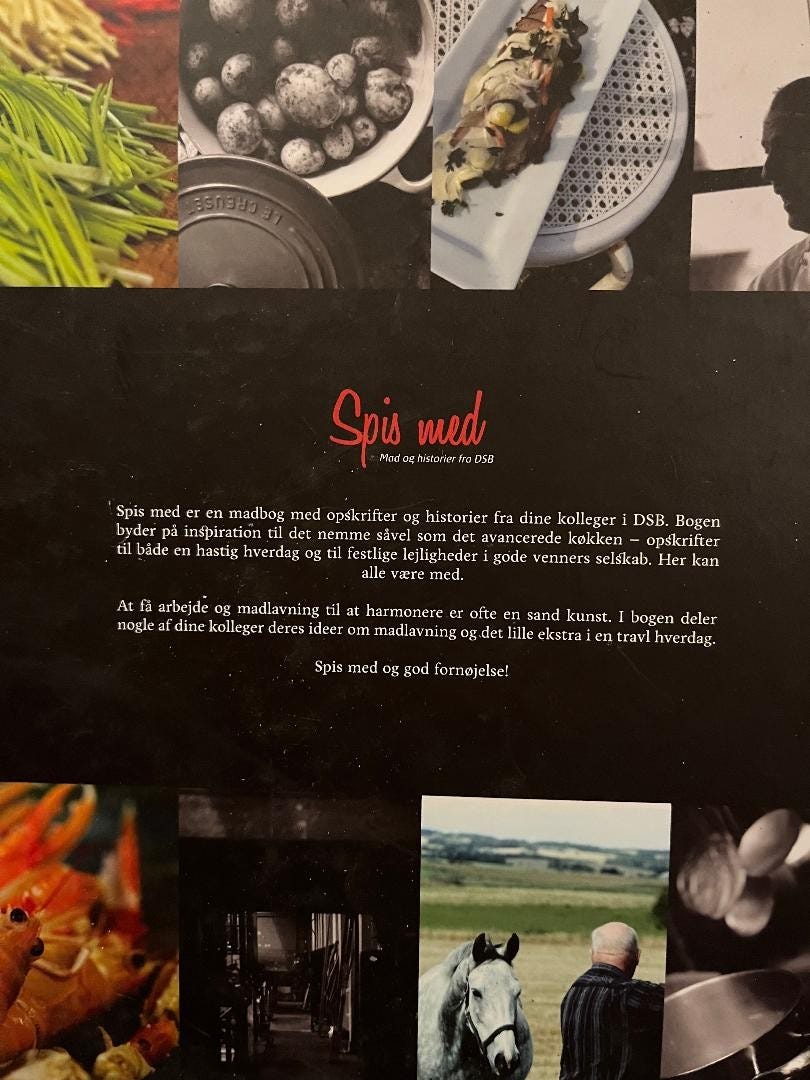 LE CREUSET
Spis med
Mad og historier fra DSB
Spis med er en madbog med opskrifter og historier fra dine kolleger i DSB. Bogen
byder på inspiration til det nemme såvel som det avancerede køkken – opskrifter
til både en hastig hverdag og til festlige lejligheder i gode venners selskab. Her kan
alle være med.
At få arbejde og madlavning til at harmonere er ofte en sand kunst. I bogen deler
nogle af dine kolleger deres ideer om madlavning og det lille ekstra i en travl hverdag.
Spis med og god fornøjelse!